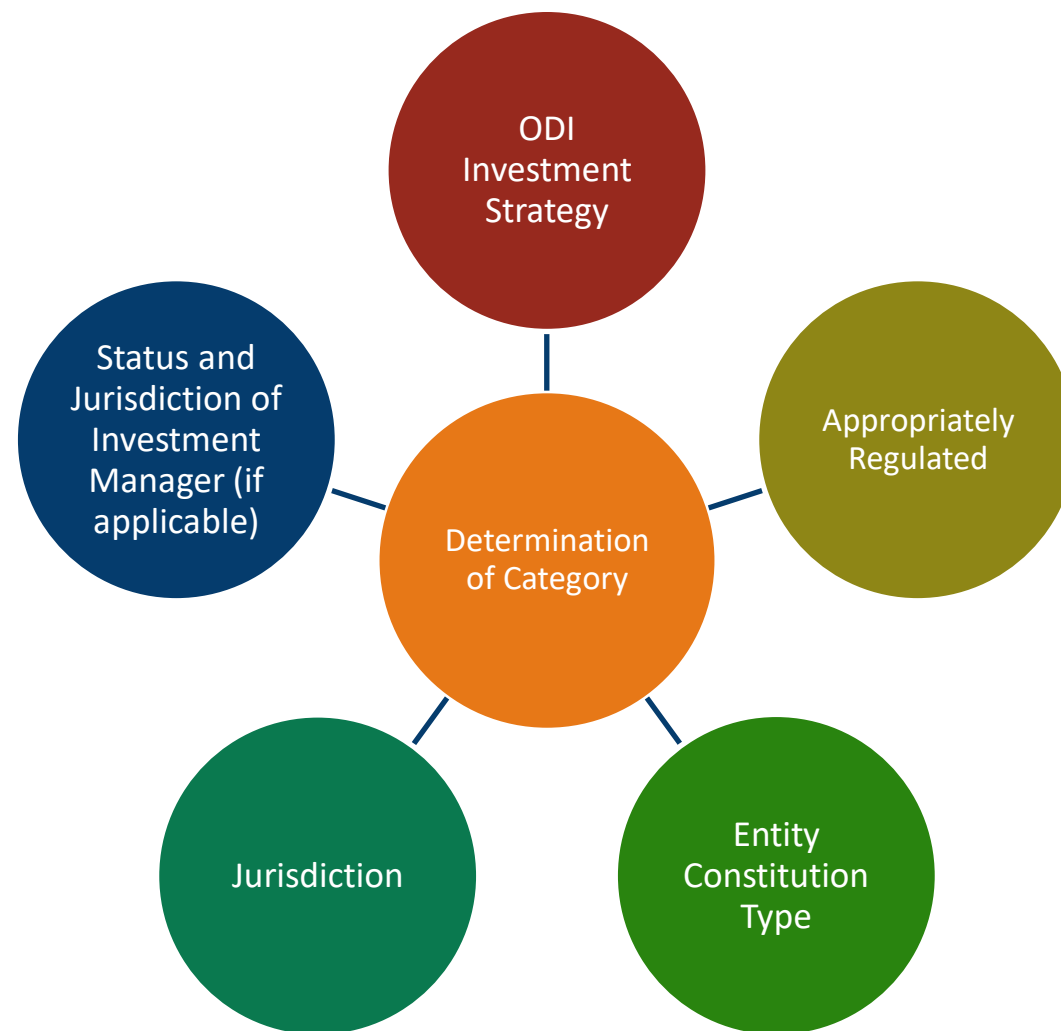 ODI
Investment
Strategy
Status and
Jurisdiction of
Investment
Manager (if
applicable)
Appropriately
Regulated
Determination
of Category
Jurisdiction
Entity
Constitution
Type